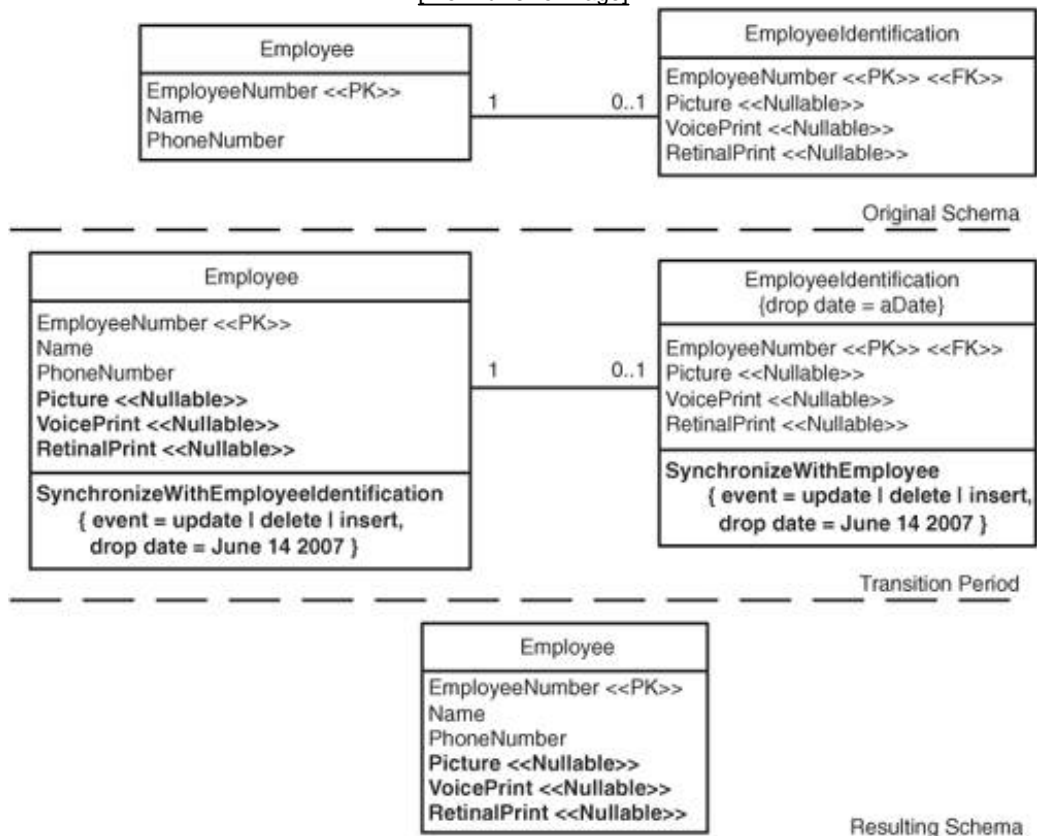 Employee
EmployeeNumber <<PK>>
Name
PhoneNumber
1
0..1
EmployeeIdentification
EmployeeNumber <<PK>> <<FK>>
Picture <<Nullable>>
VoicePrint <<Nullable>>
RetinalPrint <<Nullable>>
Original Schema
Employee
EmployeeNumber <<PK>>
Name
PhoneNumber
Picture <<Nullable>>
VoicePrint <<Nullable>>
RetinalPrint <<Nullable>>
SynchronizeWithEmployeeIdentification
{ event = update | delete | insert,
drop date = June 14 2007 }
1
0..1
EmployeeIdentification
{drop date = aDate}
EmployeeNumber <<PK>> <<FK>>
Picture <<Nullable>>
VoicePrint <<Nullable>>
RetinalPrint <<Nullable>>
SynchronizeWithEmployee
{ event = update | delete | insert,
drop date = June 14 2007 }
Transition Period
Employee
EmployeeNumber <<PK>>
Name
PhoneNumber
Picture <<Nullable>>
VoicePrint <<Nullable>>
RetinalPrint <<Nullable>>
Resulting Schema